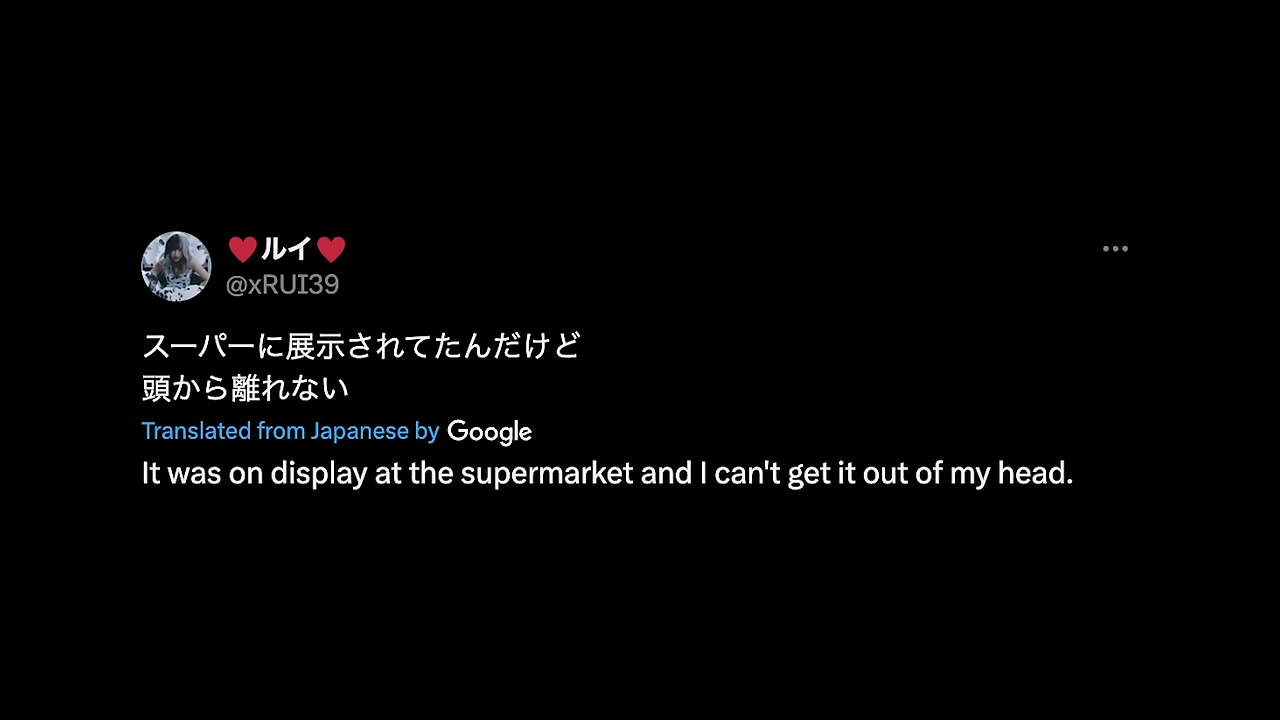 ❤️ルイ❤️
@xRUI39
スーパーに展示されてたんだけど
頭から離れない
Translated from Japanese by Google
It was on display at the supermarket and I can't get it out of my head.